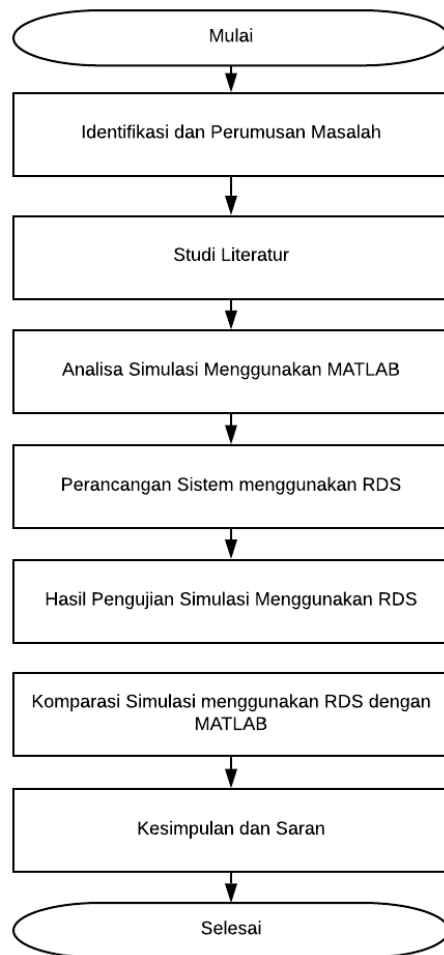 Mulai
Identifikasi dan Perumusan Masalah
Studi Literatur
Analisa Simulasi Menggunakan MATLAB
Perancangan Sistem menggunakan RDS
Hasil Pengujian Simulasi Menggunakan RDS
Komparasi Simulasi menggunakan RDS dengan
MATLAB
Kesimpulan dan Saran
Selesai